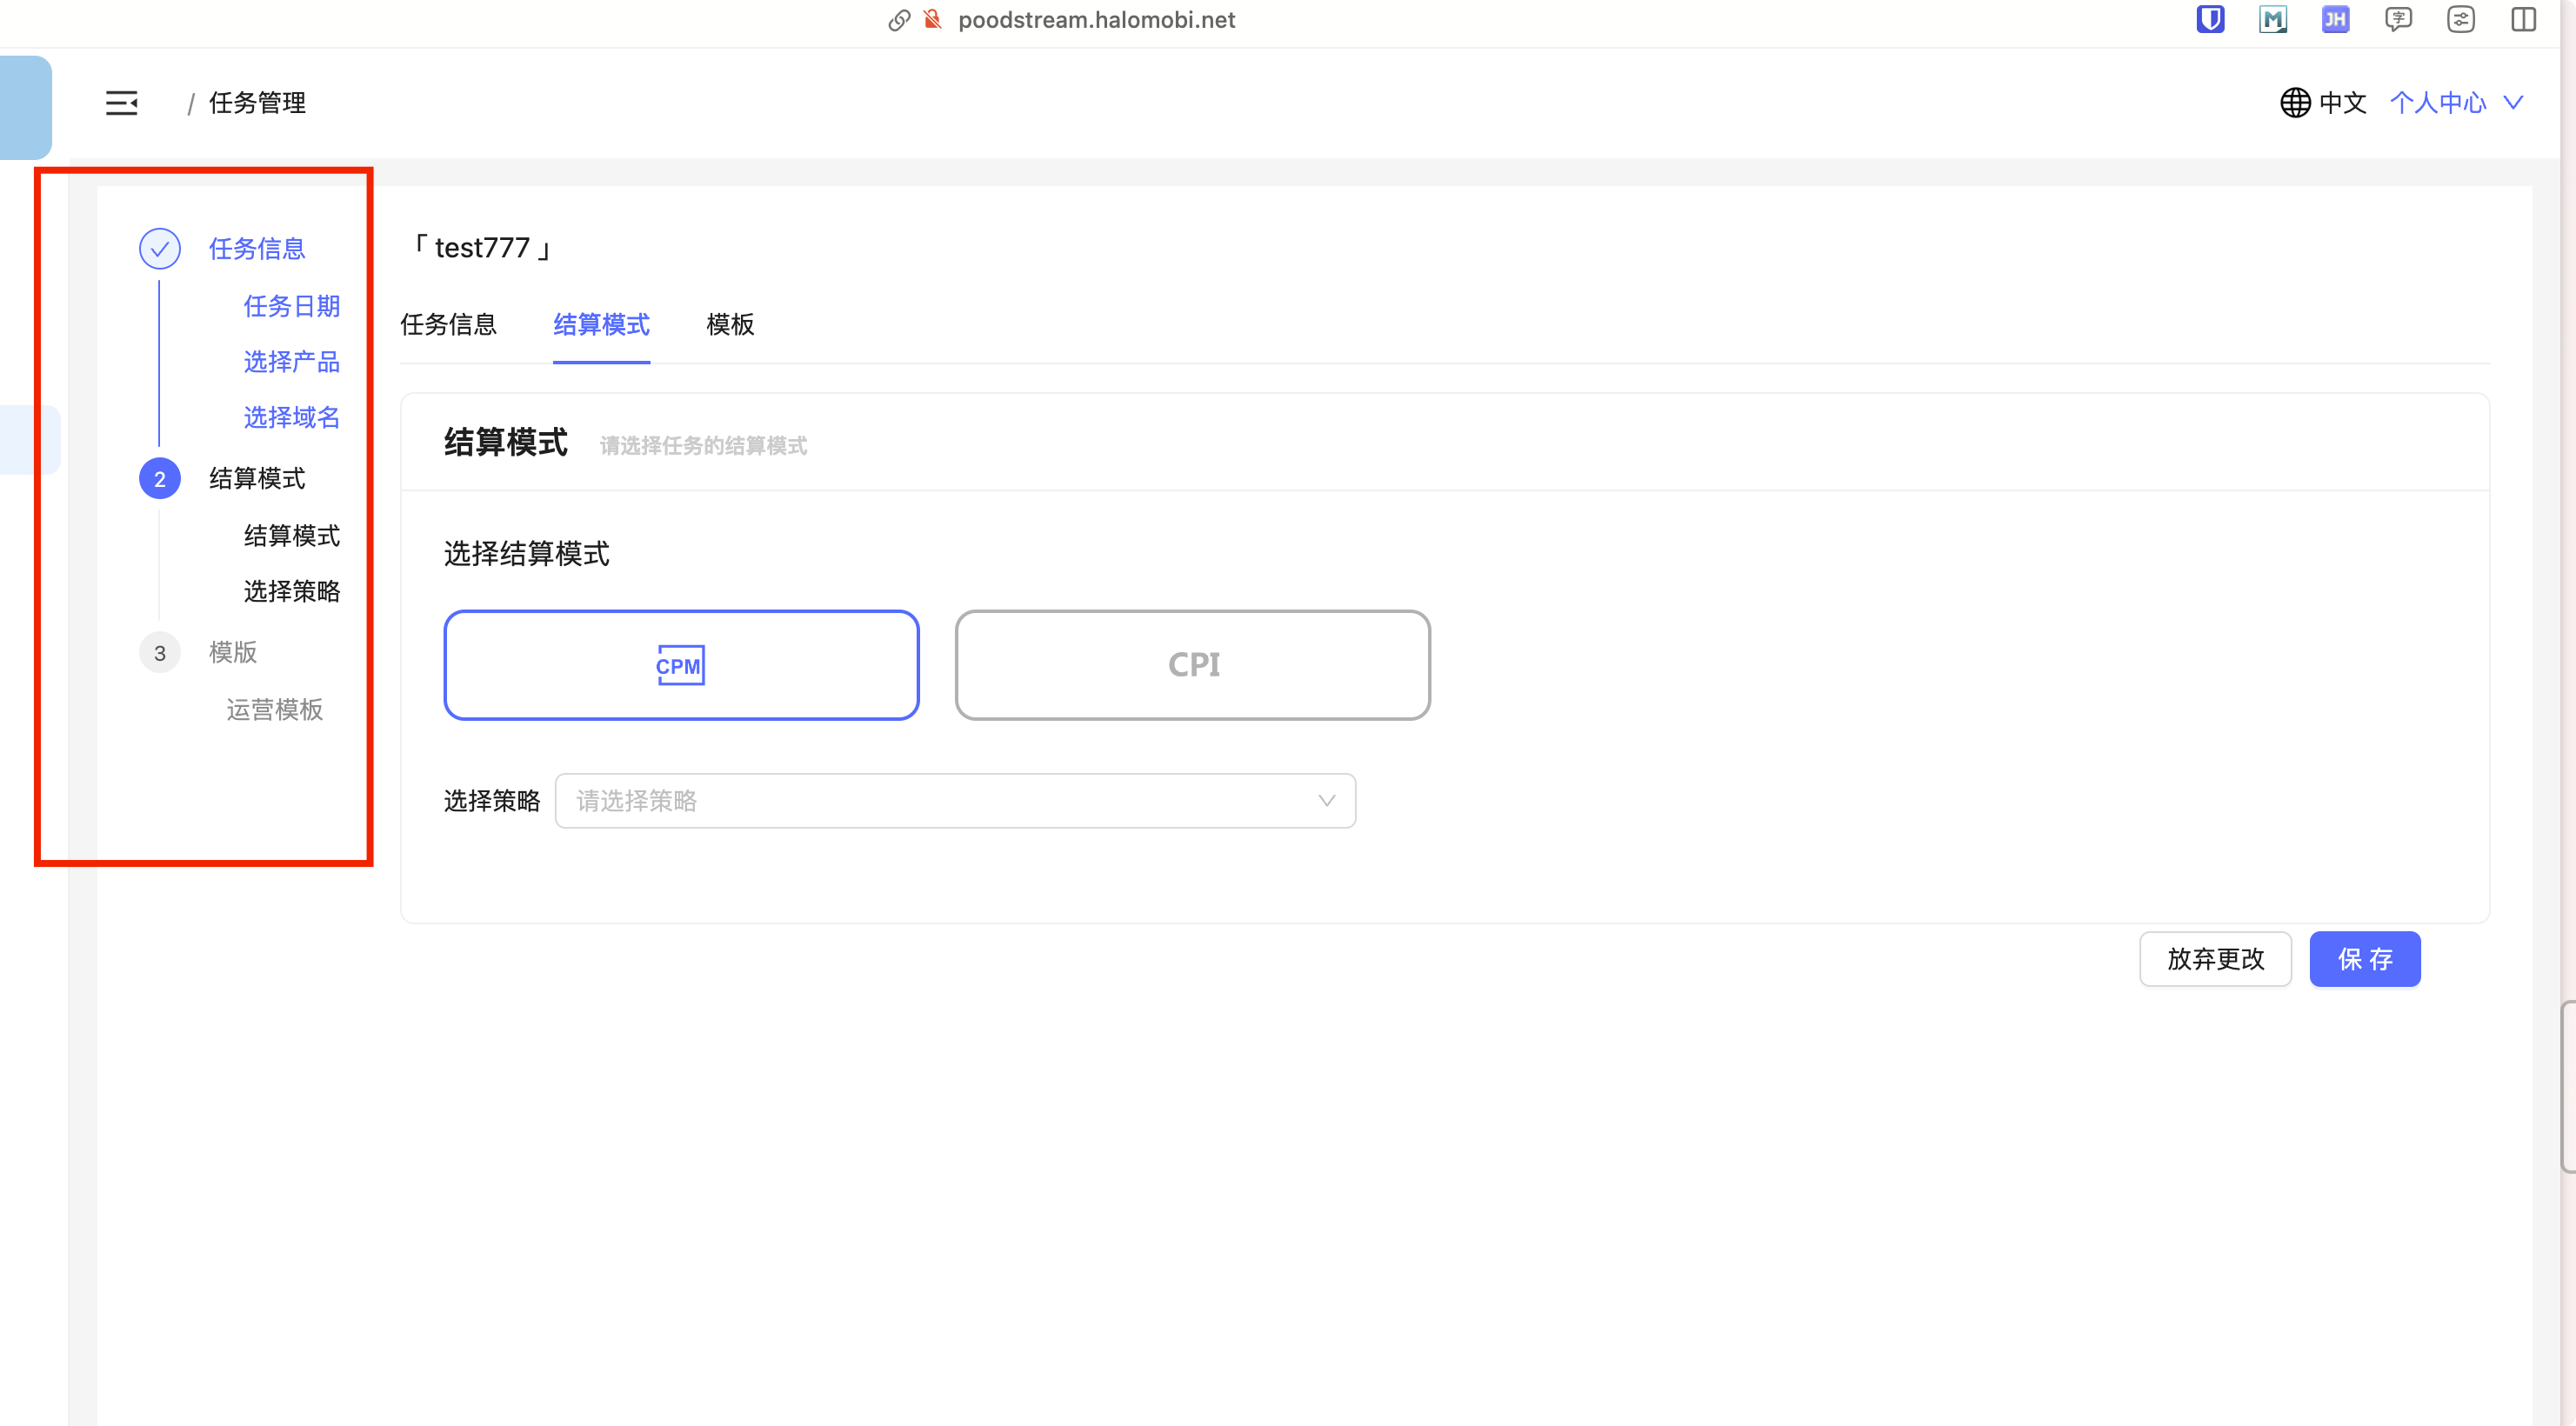 poodstream.halomobi.net
M
JH
字
/ 任务管理
中文 个人中心
任务信息
任务日期
选择产品
选择域名
2 结算模式
结算模式
选择策略
3 模版
运营模板
「 test777 」
任务信息 结算模式 模板
结算模式 请选择任务的结算模式
选择结算模式
CPM CPI
选择策略 请选择策略
放弃更改 保 存